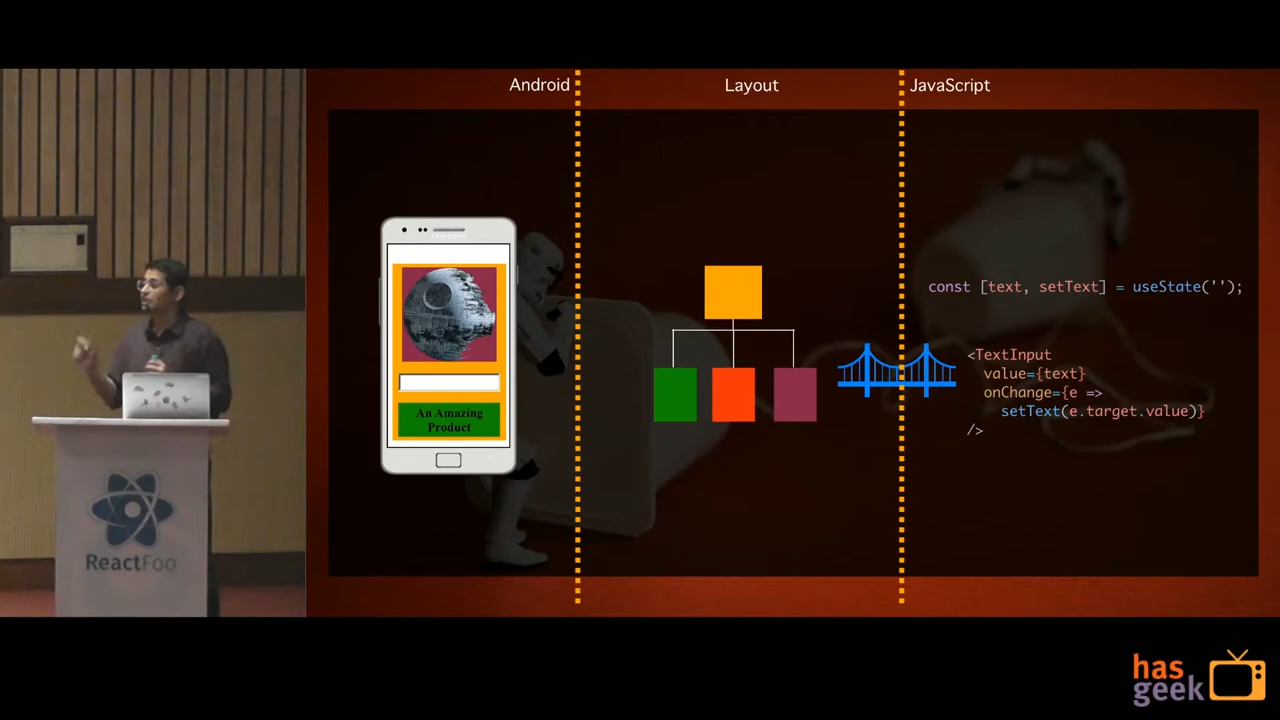 Android
Layout
JavaScript
An Amazing
Product
const [text, setText] = useState('');
<TextInput
value={text}
onChange={e =>
setText(e.target.value)}
/>
ReactFoo
has
geek